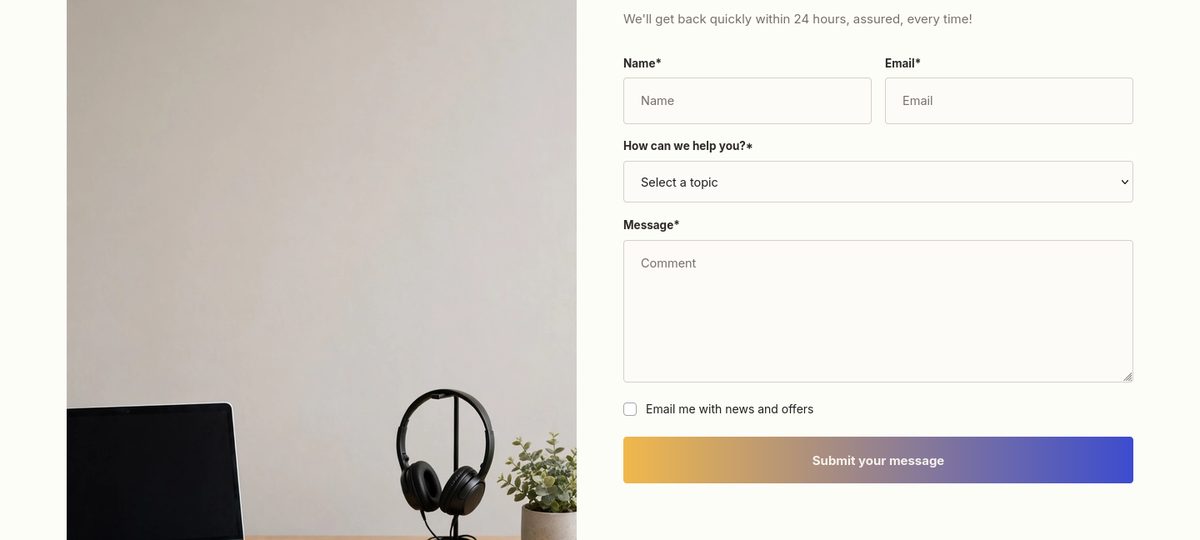 We'll get back quickly within 24 hours, assured, every time!
Name* Email*
Name Email
How can we help you?*
Select a topic
Message*
Comment
Email me with news and offers
Submit your message